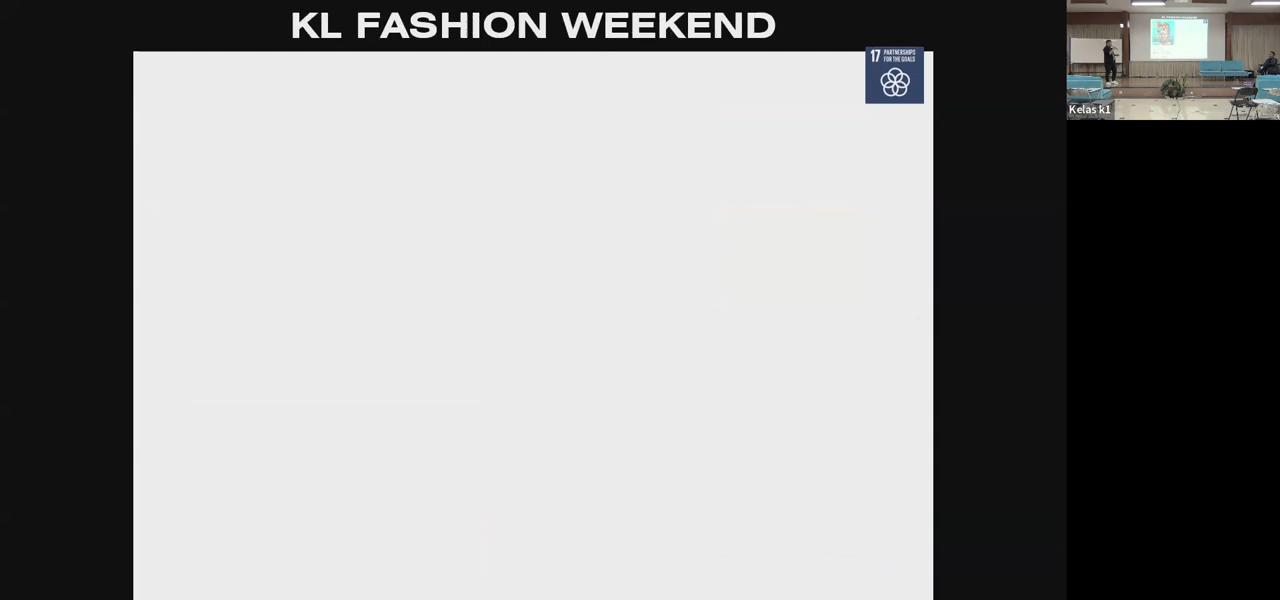 KL FASHION WEEKEND
17 PARTNERSHIPS
FOR THE GOALS
Kelas k1